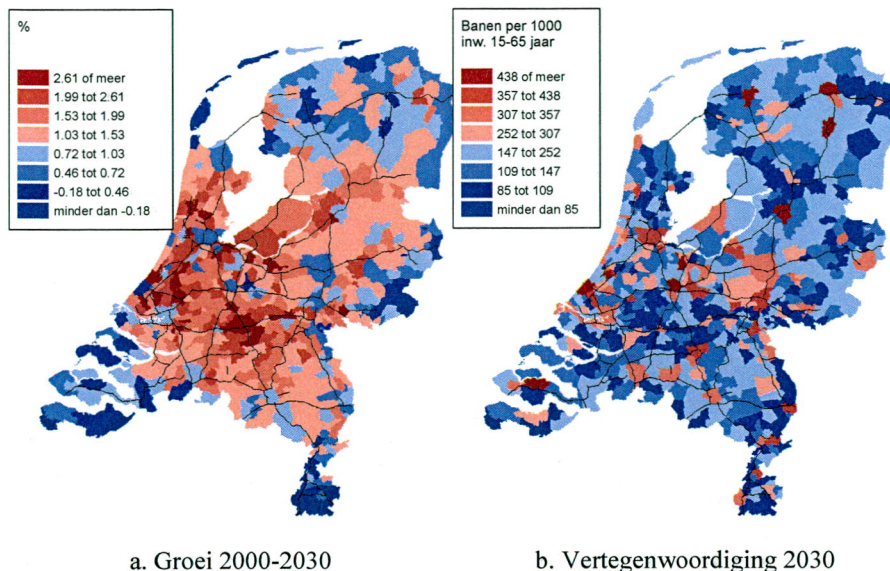 %
2.61 of meer
1.99 tot 2.61
1.53 tot 1.99
1.03 tot 1.53
0.72 tot 1.03
0.46 tot 0.72
-0.18 tot 0.46
minder dan -0.18
Banen per 1000
inw. 15-65 jaar
438 of meer
357 tot 438
307 tot 357
252 tot 307
147 tot 252
109 tot 147
85 tot 109
minder dan 85
a. Groei 2000-2030
b. Vertegenwoordiging 2030